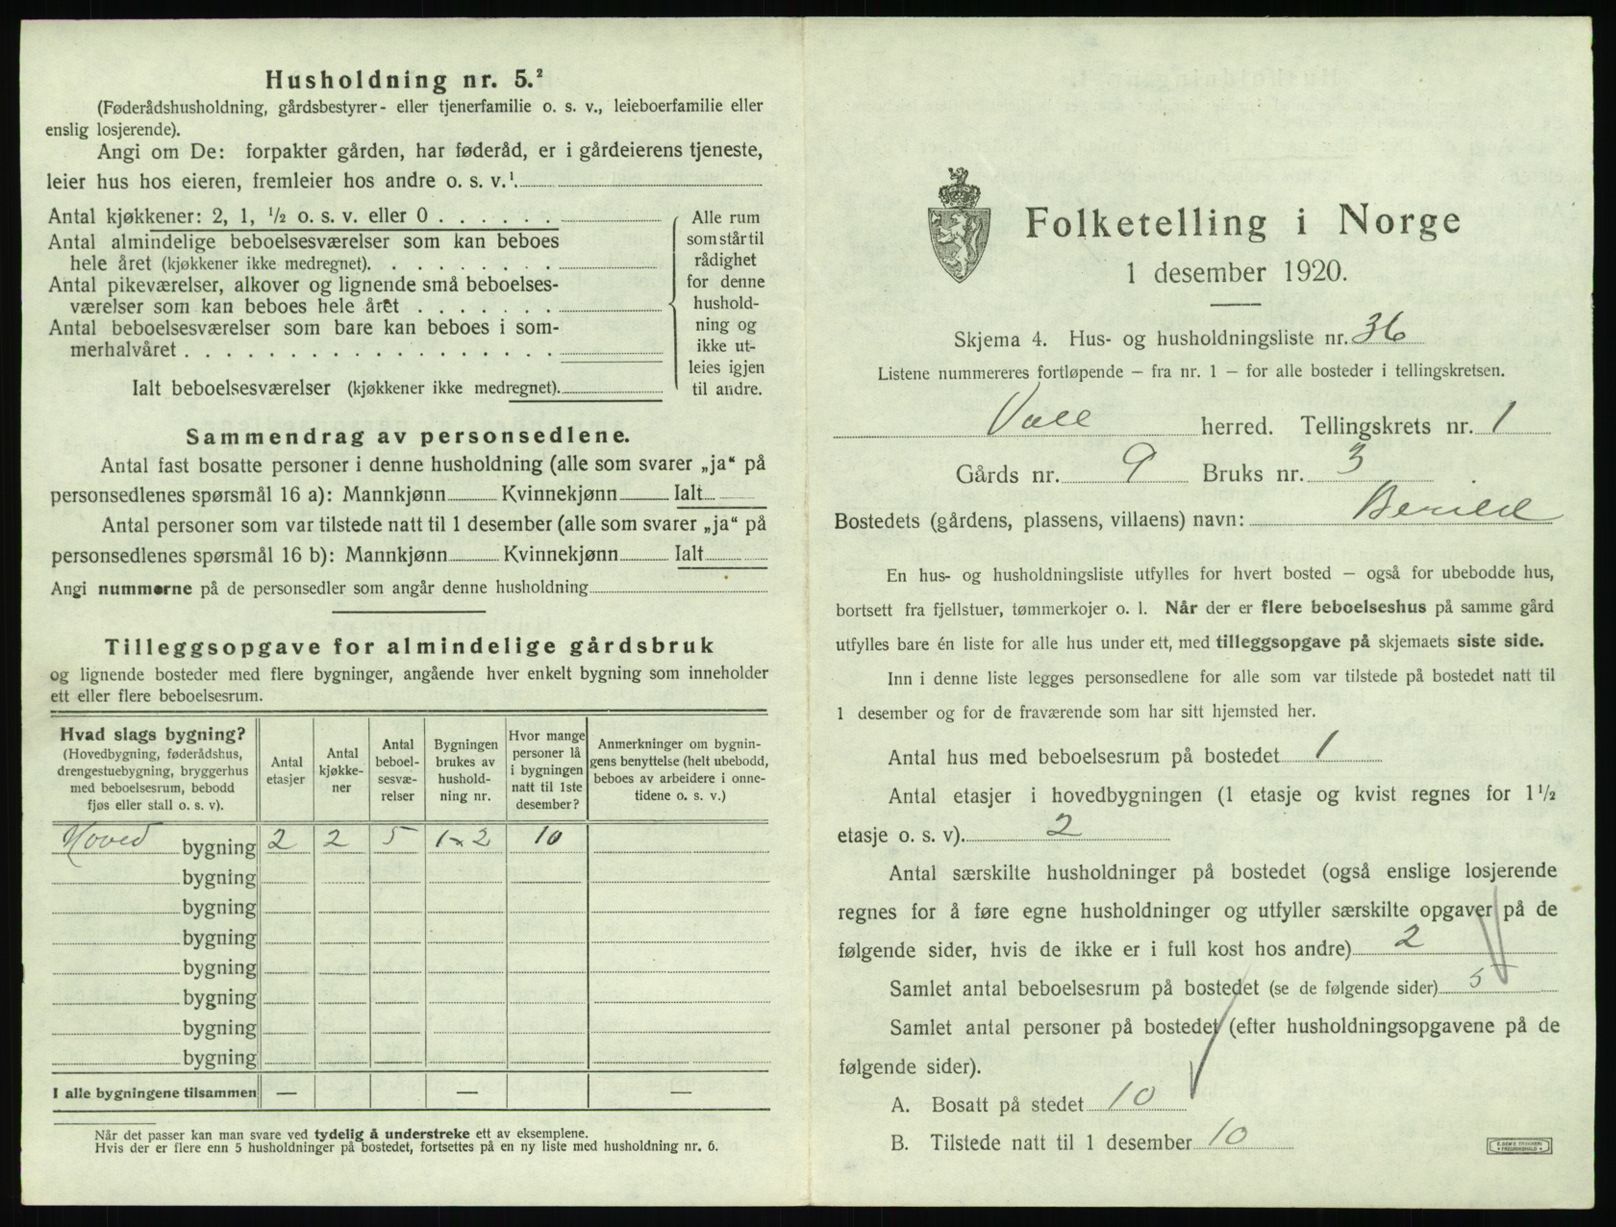 Husholdning nr. 5.²
(Føderådshusholdning, gårdsbestyrer- eller tjenerfamilie o. s. v., leieboerfamilie eller
enslig losjerende).
Angi om De: forpakter gården, har føderåd, er i gårdeierens tjeneste,
leier hus hos eieren, fremleier hos andre o. s. v.¹
Antal kjøkkener: 2, 1, ½ o. s. v. eller 0
Antal almindelige beboelsesværelser som kan beboes
hele året (kjøkkener ikke medregnet).
Antal pikeværelser, alkover og lignende små beboelses-
værelser som kan beboes hele året
Antal beboelsesværelser som bare kan beboes i som-
merhalvåret
Ialt beboelsesværelser (kjøkkener ikke medregnet).
Alle rum
som står til
rådighet
for denne
hushold-
ning og
ikke ut-
leies igjen
til andre.
Sammendrag av personsedlene.
Antal fast bosatte personer i denne husholdning (alle som svarer „ja“ på
personsedlenes spørsmål 16 a): Mannkjønn Kvinnekjønn Ialt
Antal personer som var tilstede natt til 1 desember (alle som svarer „ja“ på
personsedlenes spørsmål 16 b): Mannkjønn Kvinnekjønn Ialt
Angi nummerne på de personsedler som angår denne husholdning
Tilleggsopgave for almindelige gårdsbruk
og lignende bosteder med flere bygninger, angående hver enkelt bygning som inneholder
ett eller flere beboelsesrum.
Hvad slags bygning?
(Hovedbygning, føderådshus,
drengestuebygning, bryggerhus
med beboelsesrum, bebodd
fjøs eller stall o. s. v).
Antal
etasjer
Antal
kjøkke-
ner
Antal
beboel-
sesvæ-
relser
Bygningen
brukes av
hushold-
ning nr.
Hvor mange
personer lå
i bygningen
natt til 1ste
desember?
Anmerkninger om bygnin-
gens benyttelse (helt ubebodd,
beboes av arbeidere i onne-
tidene o. s. v.)
Hoved bygning 2 2 5 1-2 10
bygning
bygning
bygning
bygning
bygning
bygning
bygning
I alle bygningene tilsammen — — —
Når det passer kan man svare ved tydelig å understreke ett av eksemplene.
Hvis der er flere enn 5 husholdninger på bostedet, fortsettes på en ny liste med husholdning nr. 6.
Folketelling i Norge
1 desember 1920.
Skjema 4. Hus- og husholdningsliste nr. 36
Listene nummereres fortløpende — fra nr. 1 — for alle bosteder i tellingskretsen.
Voll herred. Tellingskrets nr. 1
Gårds nr. 9 Bruks nr. 3
Bostedets (gårdens, plassens, villaens) navn:
En hus- og husholdningsliste utfylles for hvert bosted — også for ubebodde hus,
bortsett fra fjellstuer, tømmerkojer o. l. Når der er flere beboelseshus på samme gård
utfylles bare én liste for alle hus under ett, med tilleggsopgave på skjemaets siste side.
Inn i denne liste legges personsedlene for alle som var tilstede på bostedet natt til
1 desember og for de fraværende som har sitt hjemsted her.
Antal hus med beboelsesrum på bostedet 1
Antal etasjer i hovedbygningen (1 etasje og kvist regnes for 1½
etasje o. s. v). 2
Antal særskilte husholdninger på bostedet (også enslige losjerende
regnes for å føre egne husholdninger og utfyller særskilte opgaver på de
følgende sider, hvis de ikke er i full kost hos andre) 2
Samlet antal beboelsesrum på bostedet (se de følgende sider) 5
Samlet antal personer på bostedet (efter husholdningsopgavene på de
følgende sider).
A. Bosatt på stedet 10
B. Tilstede natt til 1 desember 10